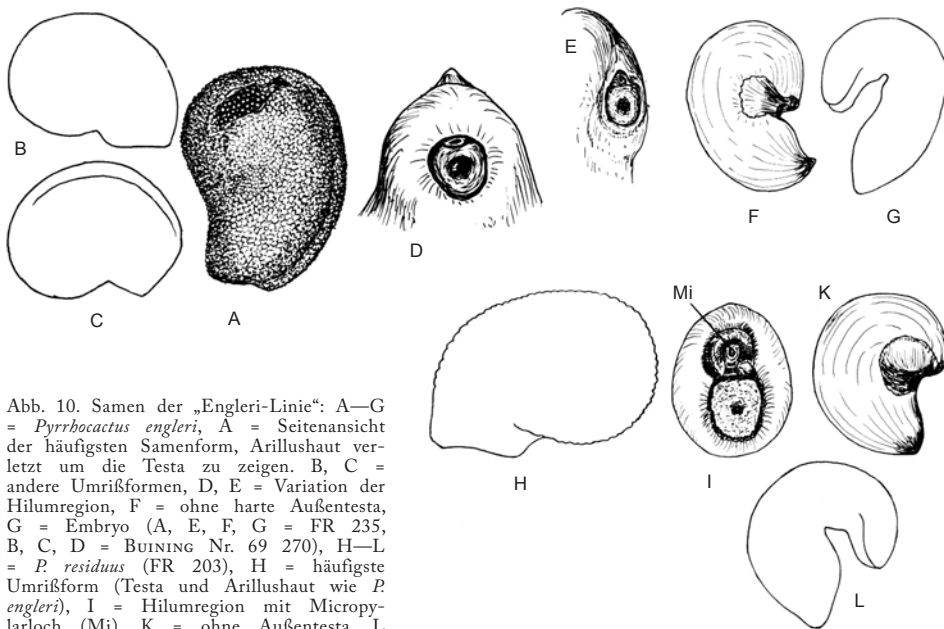 B
C
A
D
E
F
G
H
Mi
I
K
L
Abb. 10. Samen der „Engleri-Linie“: A—G
= Pyrrhocactus engleri, A = Seitenansicht
der häufigsten Samenform, Arillushaut ver-
letzt um die Testa zu zeigen. B, C =
andere Umrißformen, D, E = Variation der
Hilumregion, F = ohne harte Außentesta,
G = Embryo (A, E, F, G = FR 235,
B, C, D = BUINING Nr. 69 270), H—L
= P. residuus (FR 203), H = häufigste
Umrißform (Testa und Arillushaut wie P.
engleri), I = Hilumregion mit Micropy-
larloch (Mi), K = ohne Außentesta, L